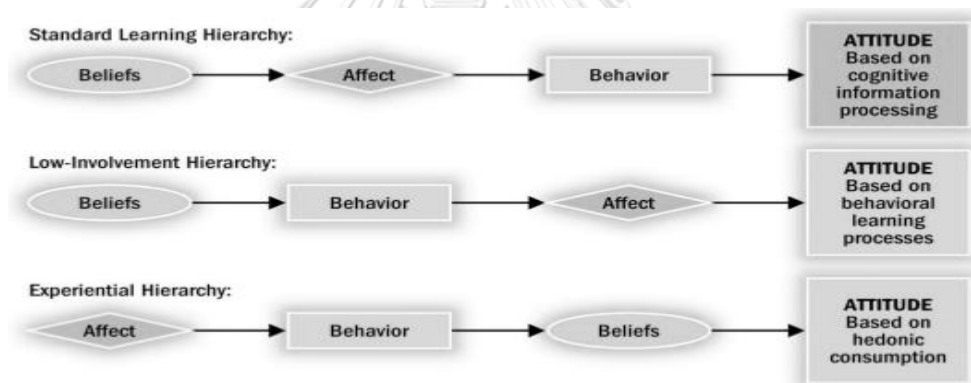 Standard Learning Hierarchy:
Beliefs
Affect
Behavior
ATTITUDE
Based on
cognitive
information
processing
Low-Involvement Hierarchy:
Beliefs
Behavior
Affect
ATTITUDE
Based on
behavioral
learning
processes
Experiential Hierarchy:
Affect
Behavior
Beliefs
ATTITUDE
Based on
hedonic
consumption